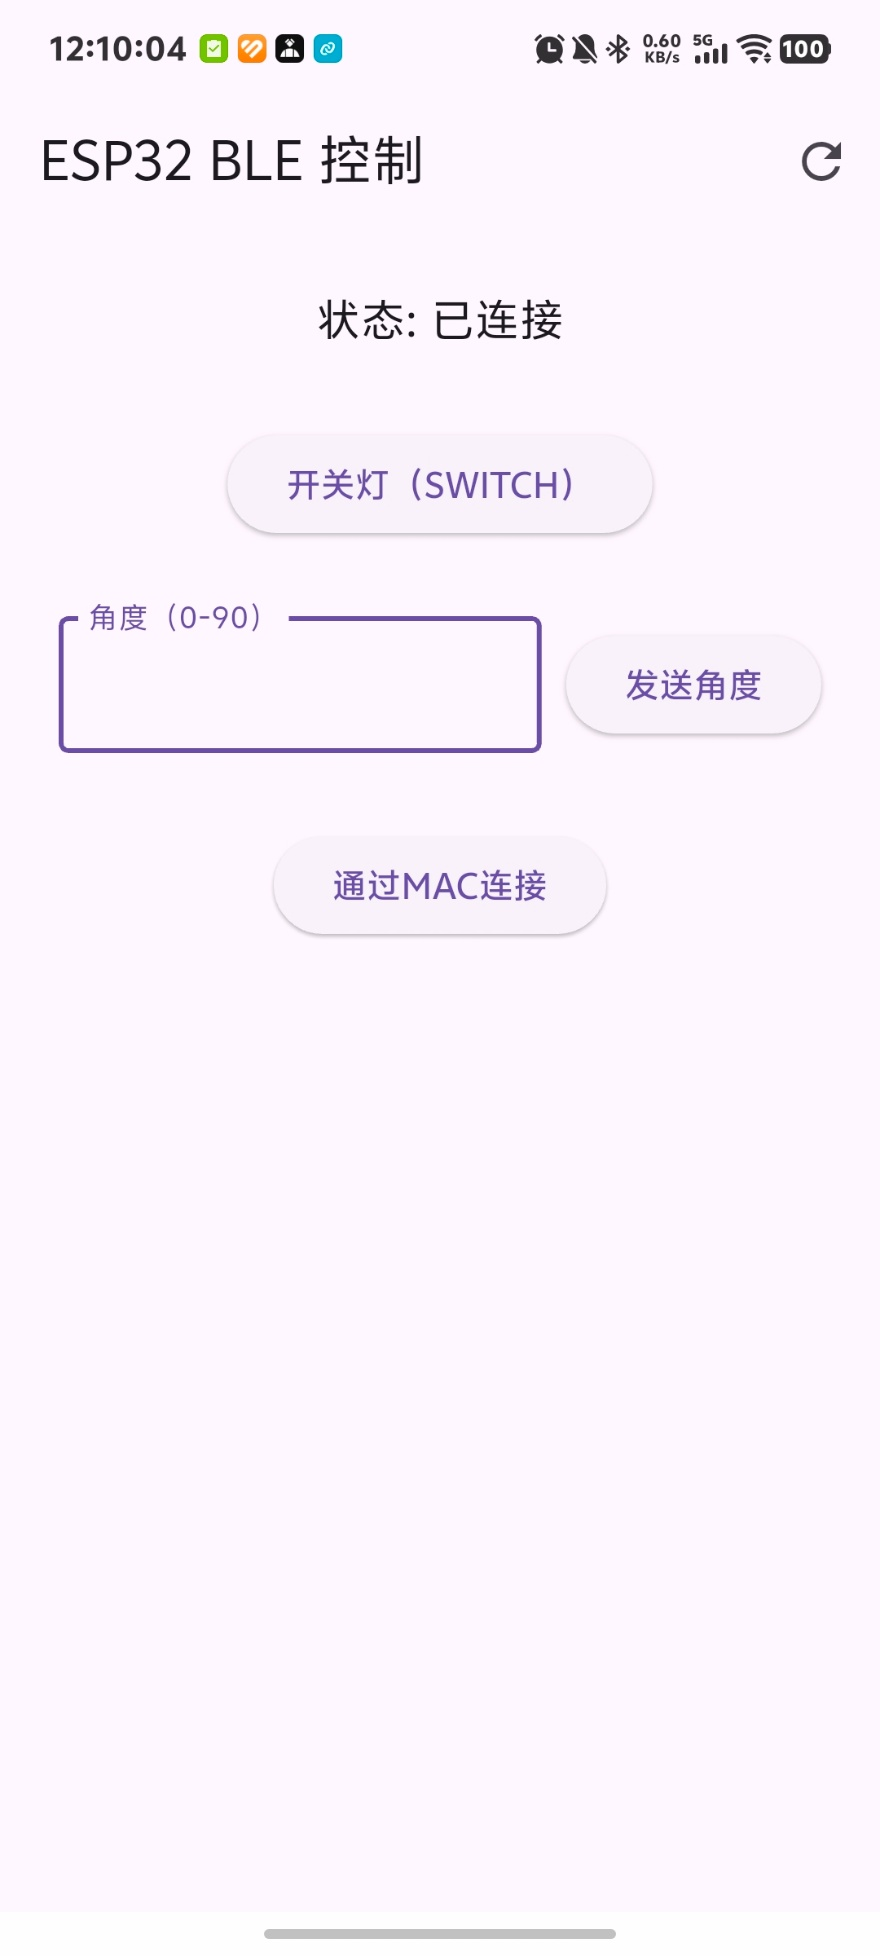 12:10:04 0.60 KB/s 5G 100
ESP32 BLE 控制
状态: 已连接
开关灯（SWITCH）
角度（0-90）
发送角度
通过MAC连接